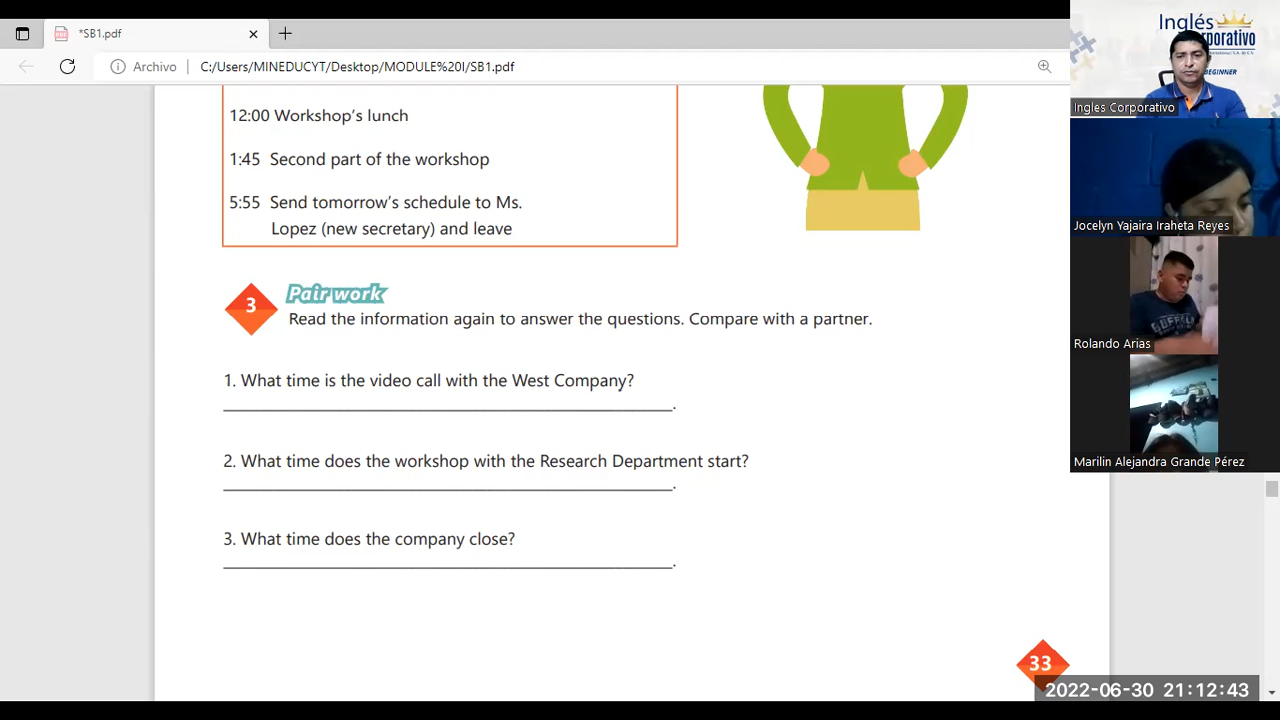 *SB1.pdf
Archivo
C:/Users/MINEDUCYT/Desktop/MODULE%20I/SB1.pdf
12:00 Workshop's lunch
1:45 Second part of the workshop
5:55 Send tomorrow's schedule to Ms.
Lopez (new secretary) and leave
3
Pair work
Read the information again to answer the questions. Compare with a partner.
1. What time is the video call with the West Company?
.
2. What time does the workshop with the Research Department start?
.
3. What time does the company close?
.
33
Inglés
Corporativo
BEGINNER
Ingles Corporativo
Jocelyn Yajaira Iraheta Reyes
Rolando Arias
Marilin Alejandra Grande Pérez
2022-06-30 21:12:43